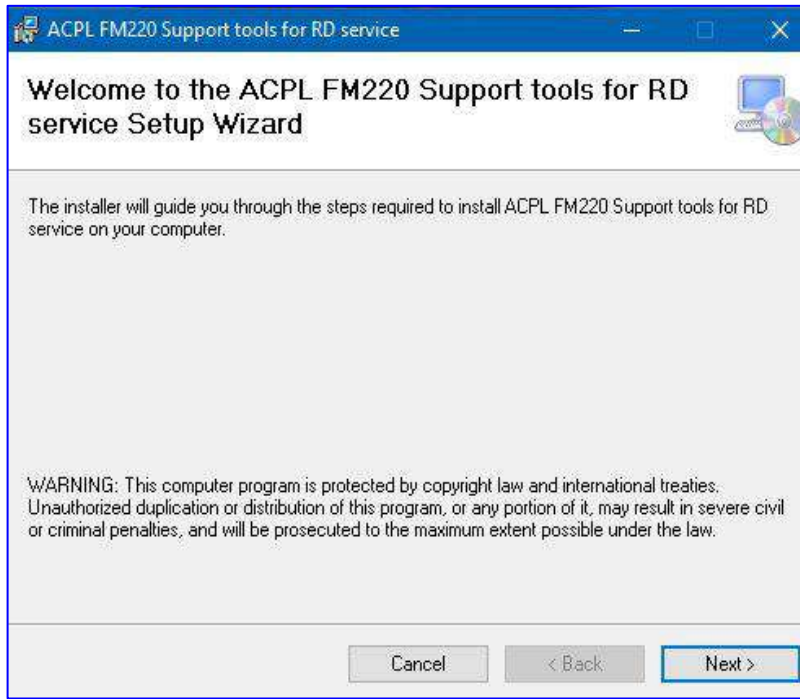 ACPL FM220 Support tools for RD service
Welcome to the ACPL FM220 Support tools for RD
service Setup Wizard
The installer will guide you through the steps required to install ACPL FM220 Support tools for RD
service on your computer.
WARNING: This computer program is protected by copyright law and international treaties.
Unauthorized duplication or distribution of this program, or any portion of it, may result in severe civil
or criminal penalties, and will be prosecuted to the maximum extent possible under the law.
Cancel < Back Next >